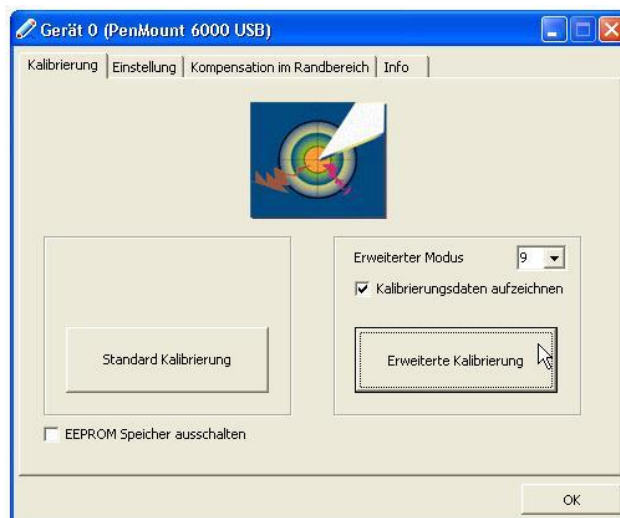 Gerät 0 (PenMount 6000 USB)
Kalibrierung Einstellung Kompensation im Randbereich Info
Erweiterter Modus 9
Kalibrierungsdaten aufzeichnen
Standard Kalibrierung
Erweiterte Kalibrierung
EEPROM Speicher ausschalten
OK